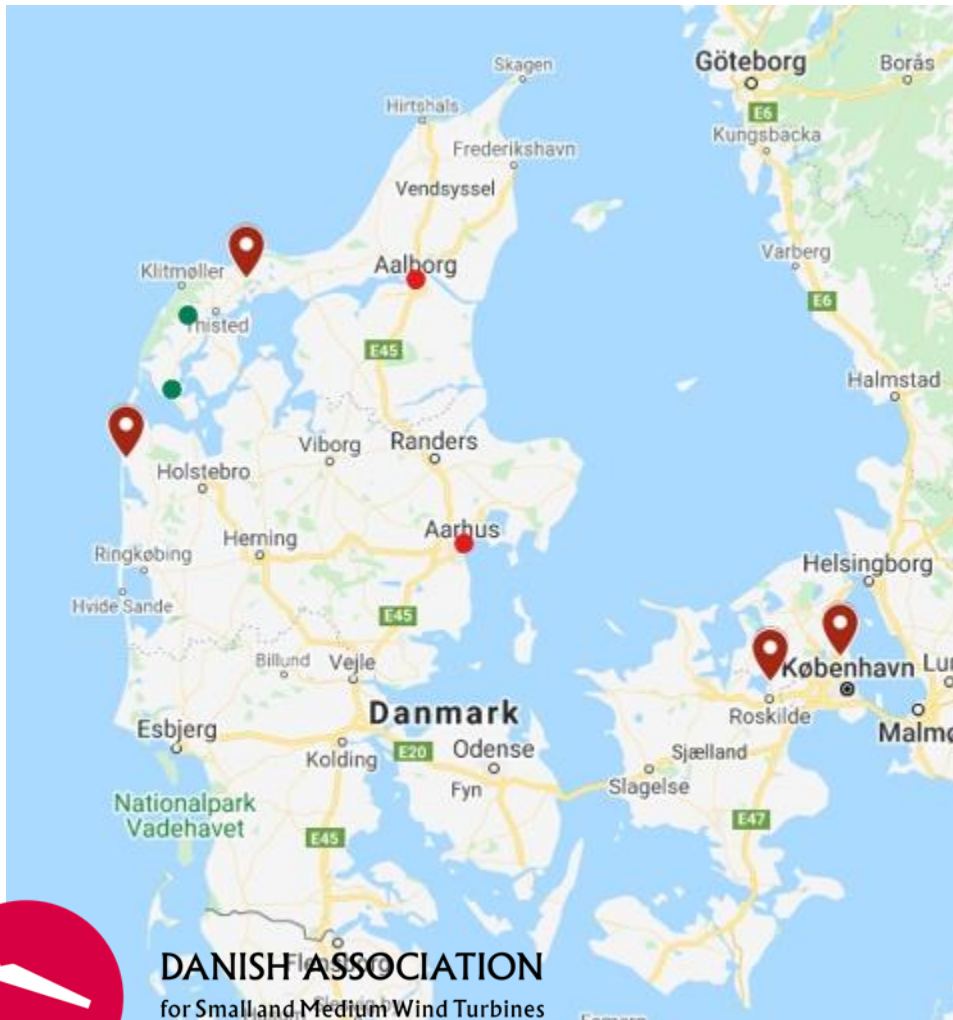 Skagen
Göteborg
Borås
Hirtshals
E6
Kungsbacka
Frederikshavn
Vendsyssel
Varberg
Aalborg
Klitmøller
E6
Thisted
E45
Halmstad
Viborg
Randers
Holstebro
Aarhus
Herning
Ringkøbing
Helsingborg
Hvide Sande
E45
Billund
Vejle
København
Danmark
Roskilde
Esbjerg
Malmø
Kolding
E20
Odense
Sjælland
Fyn
Slagelse
Nationalpark
Vadehavet
E47
E45
Flensborg
DANISH ASSOCIATION
for Small and Medium Wind Turbines